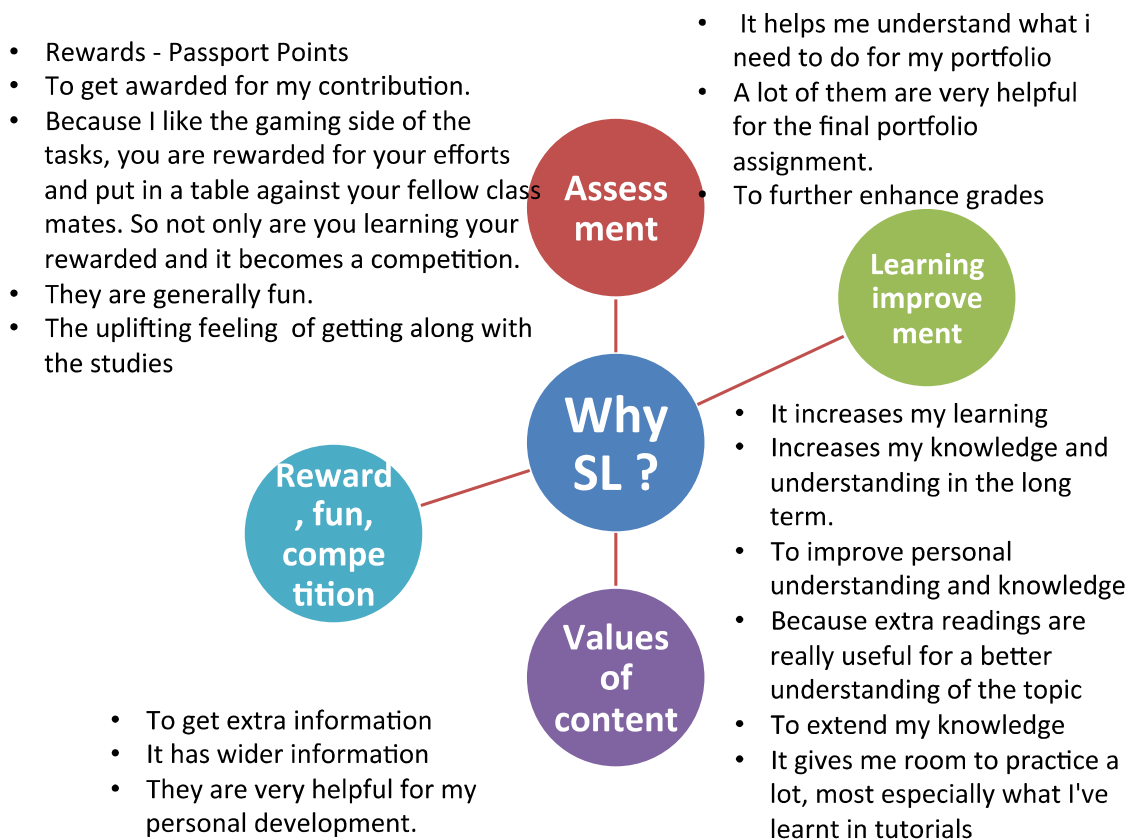 • Rewards - Passport Points
• To get awarded for my contribution.
• Because I like the gaming side of the
tasks, you are rewarded for your efforts
and put in a table against your fellow class
mates. So not only are you learning your
rewarded and it becomes a competition.
• They are generally fun.
• The uplifting feeling  of getting along with
the studies
• It helps me understand what i
need to do for my portfolio
• A lot of them are very helpful
for the final portfolio
assignment.
• To further enhance grades
Assess
ment
Learning
improve
ment
Why
SL ?
Reward
, fun,
compe
tition
Values
of
content
• It increases my learning
• Increases my knowledge and
understanding in the long
term.
• To improve personal
understanding and knowledge
• Because extra readings are
really useful for a better
understanding of the topic
• To extend my knowledge
• It gives me room to practice a
lot, most especially what I've
learnt in tutorials
• To get extra information
• It has wider information
• They are very helpful for my
personal development.